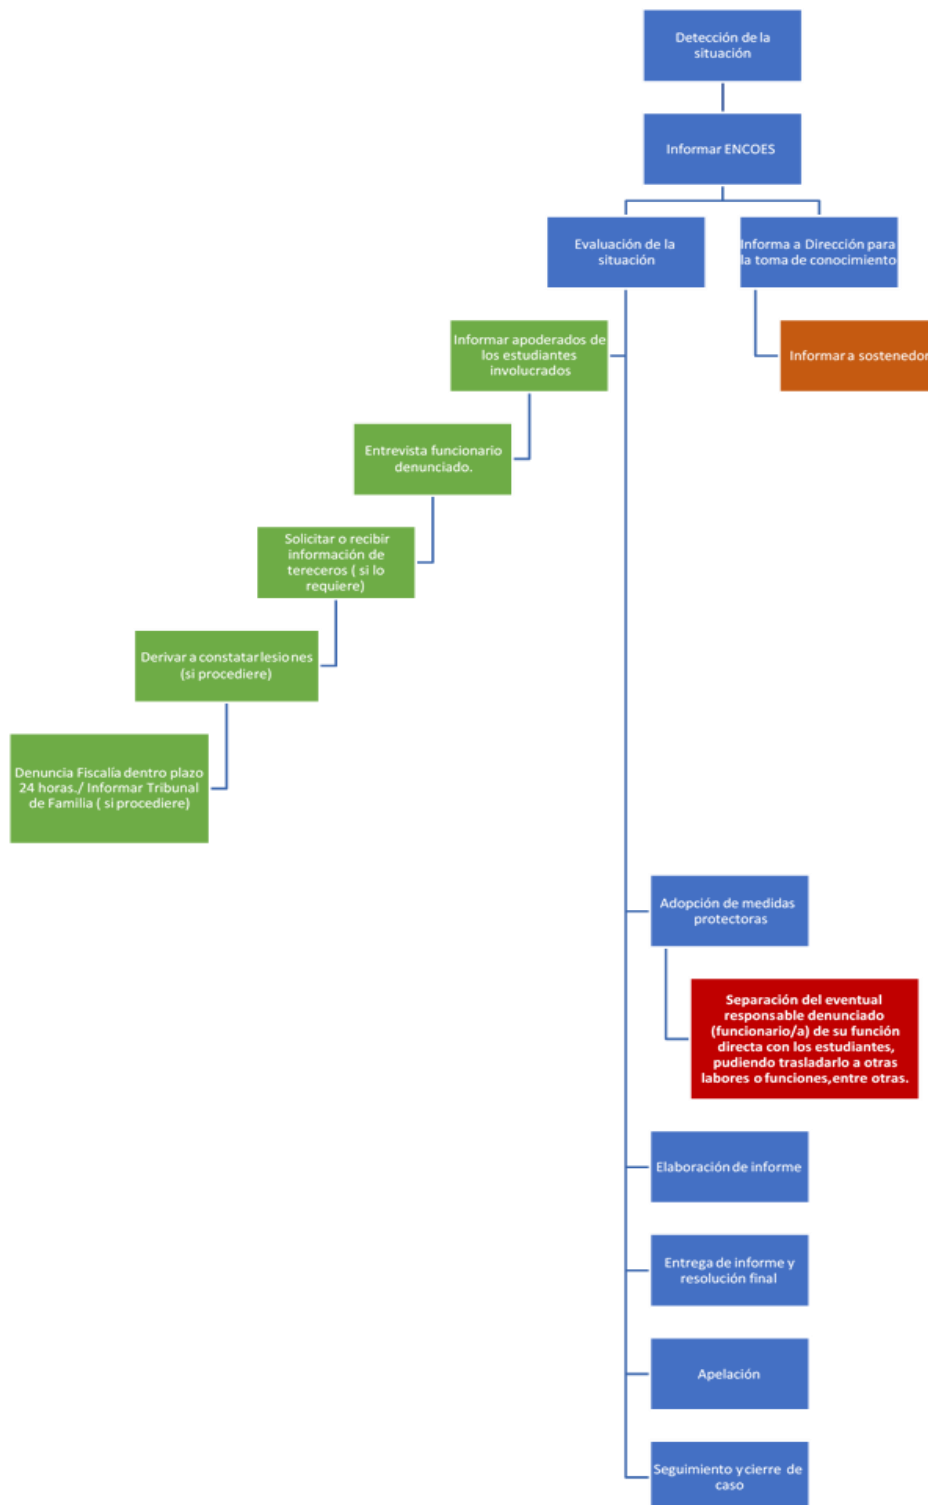 Detección de la
situación
Informar ENCOES
Evaluación de la
situación
Informa a Dirección para
la toma de conocimiento
Informar apoderados de
los estudiantes
involucrados
Informar a sostenedor
Entrevista funcionario
denunciado.
Solicitar o recibir
información de
tereceros ( si lo
requiere)
Derivar a constatar lesiones
(si procediere)
Denuncia Fiscalía dentro plazo
24 horas./ Informar Tribunal
de Familia ( si procediere)
Adopción de medidas
protectoras
Separación del eventual
responsable denunciado
(funcionario/a) de su función
directa con los estudiantes,
pudiendo trasladarlo a otras
labores o funciones,entre otras.
Elaboración de informe
Entrega de informe y
resolución final
Apelación
Seguimiento y cierre de
caso